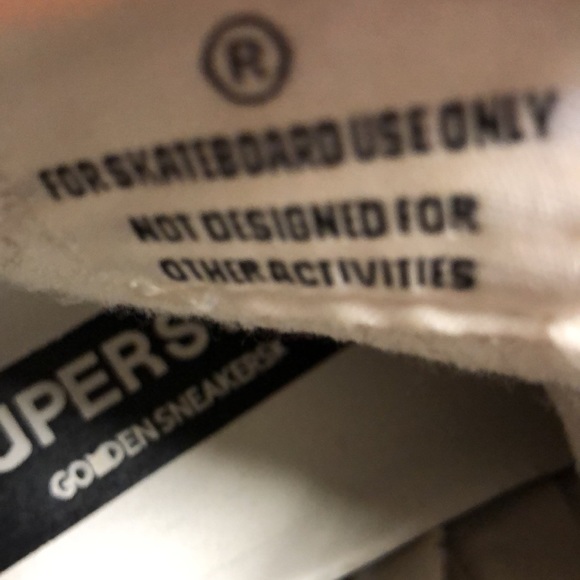 ®
FOR SKATEBOARD USE ONLY
NOT DESIGNED FOR
OTHER ACTIVITIES
UPERS
GOLDEN SNEAKERS